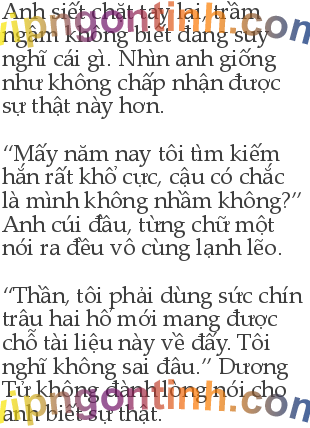 Anh siết chặt tay lại, trầm
ngâm không biết đang suy
nghĩ cái gì. Nhìn anh giống
như không chấp nhận được
sự thật này hơn.
“Mấy năm nay tôi tìm kiếm
hắn rất khổ cực, cậu có chắc
là mình không nhầm không?”
Anh cúi đầu, từng chữ một
nói ra đều vô cùng lạnh lẽo.
“Thần, tôi phải dùng sức chín
trâu hai hổ mới mang được
chỗ tài liệu này về đấy. Tôi
nghĩ không sai đâu.” Dương
Tử không đành lòng nói cho
anh biết sự thật.
vipngontinh.com
vipngontinh.com